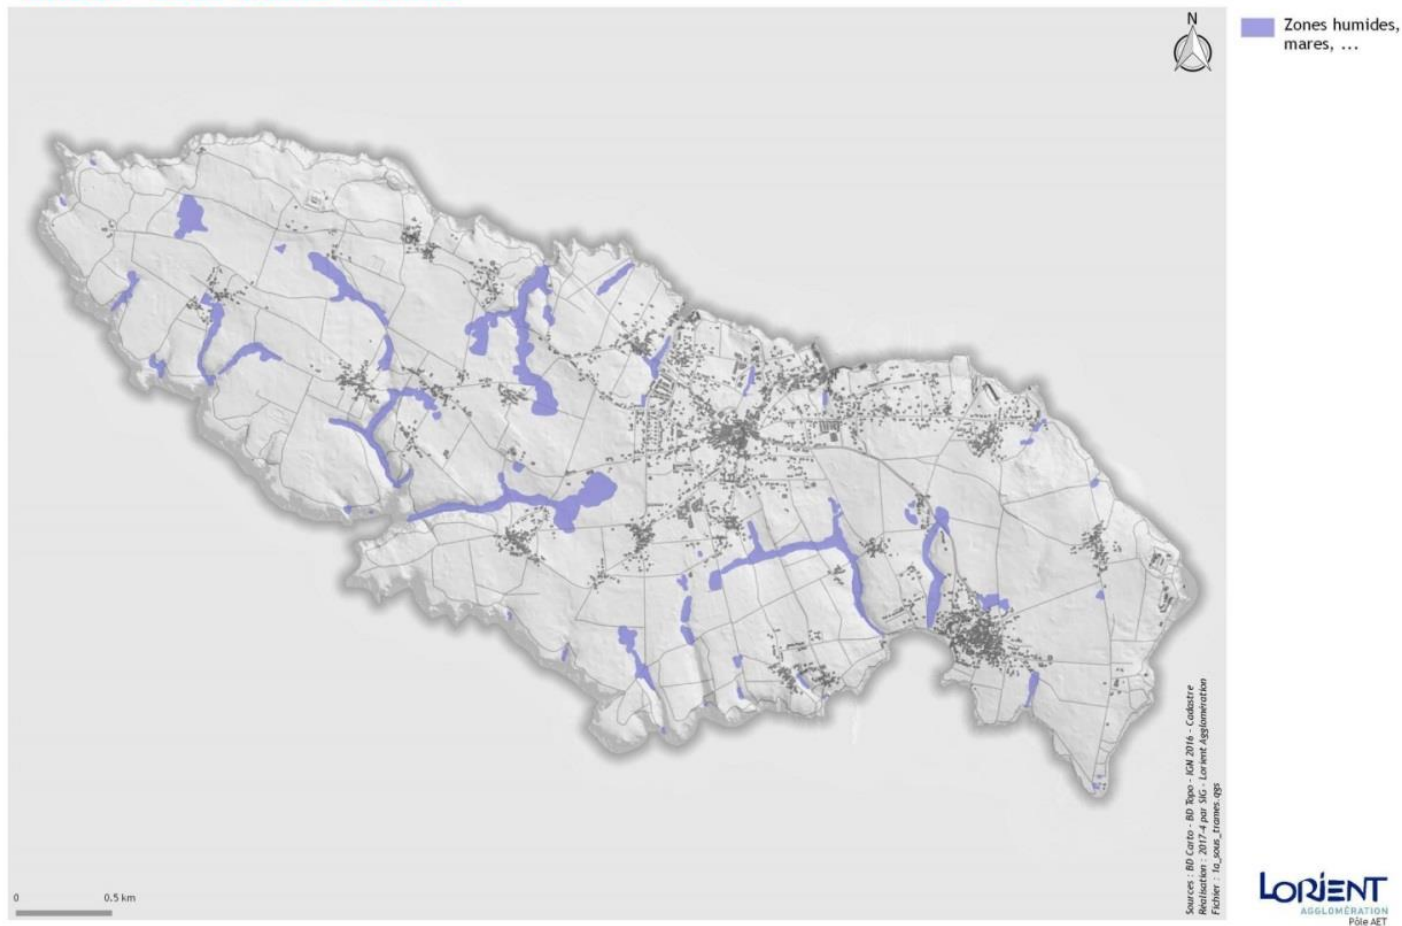 N
Zones humides,
mares, ...
Sources : BD Carto - BD Topo - IGN 2016 - Cadastre
Réalisation : 2017-4 par SIG - Lorient Agglomération
Fichier : 1a_sous_trames.qgs
0 0.5 km
LORIENT
AGGLOMÉRATION
Pôle AET